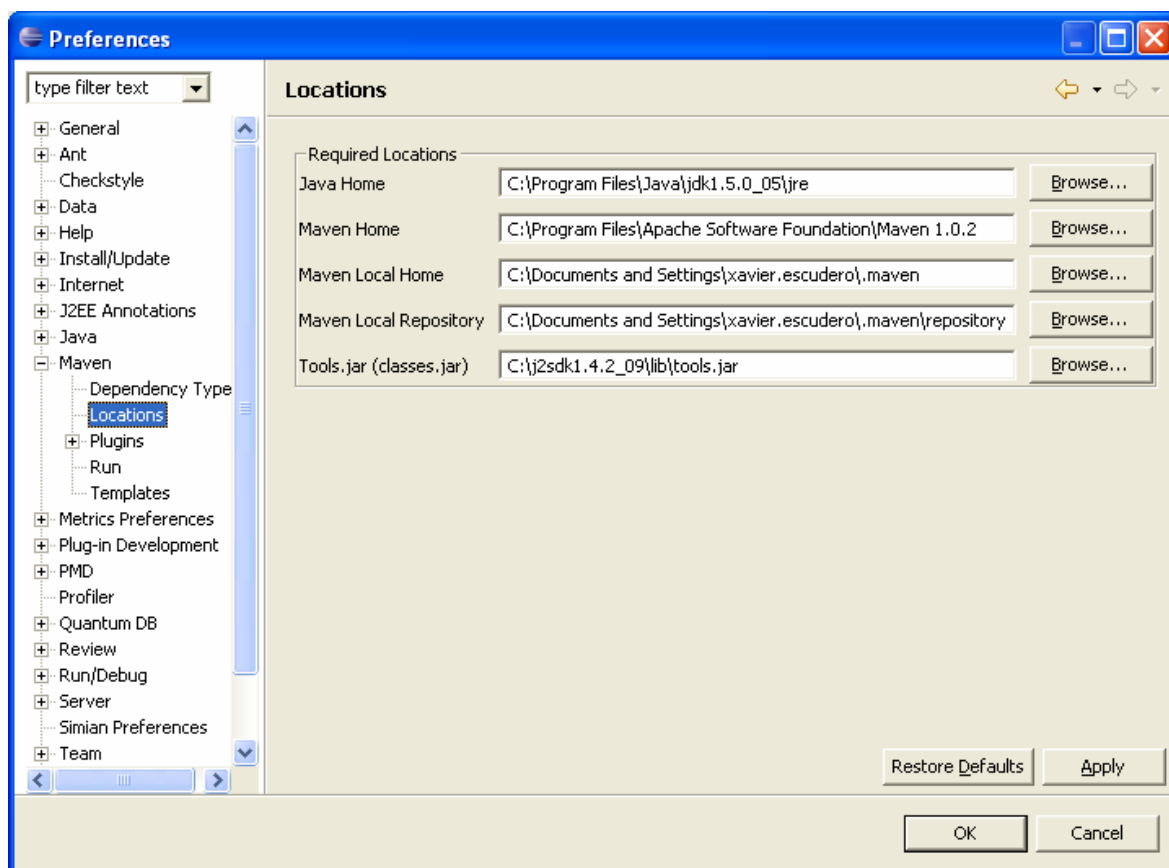 Preferences
type filter text
General
Ant
Checkstyle
Data
Help
Install/Update
Internet
J2EE Annotations
Java
Maven
Dependency Type
Locations
Plugins
Run
Templates
Metrics Preferences
Plug-in Development
PMD
Profiler
Quantum DB
Review
Run/Debug
Server
Simian Preferences
Team
Locations
Required Locations
Java Home C:\Program Files\Java\jdk1.5.0_05\jre Browse...
Maven Home C:\Program Files\Apache Software Foundation\Maven 1.0.2 Browse...
Maven Local Home C:\Documents and Settings\xavier.escudero\.maven Browse...
Maven Local Repository C:\Documents and Settings\xavier.escudero\.maven\repository Browse...
Tools.jar (classes.jar) C:\j2sdk1.4.2_09\lib\tools.jar Browse...
Restore Defaults Apply
OK Cancel